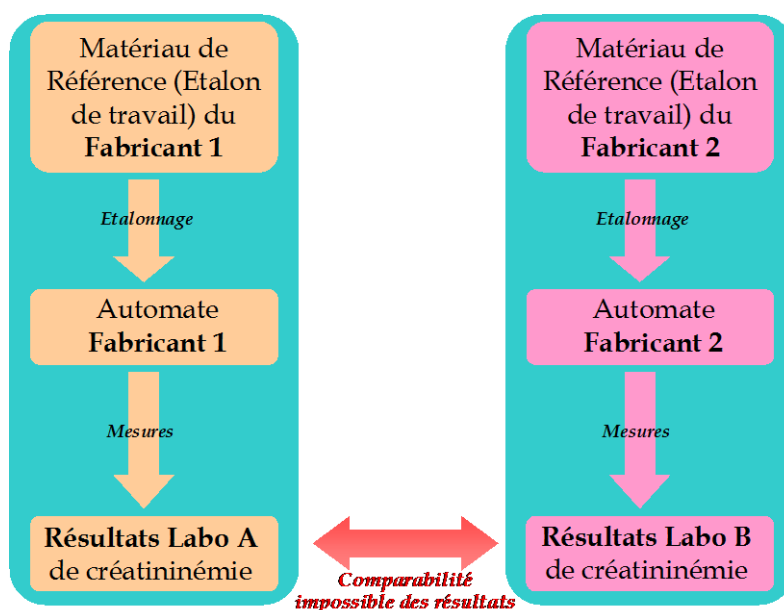 Matériau de
Référence (Etalon
de travail) du
Fabricant 1
Etalonnage
Automate
Fabricant 1
Mesures
Résultats Labo A
de créatininémie
Matériau de
Référence (Etalon
de travail) du
Fabricant 2
Etalonnage
Automate
Fabricant 2
Mesures
Résultats Labo B
de créatininémie
Comparabilité
impossible des résultats